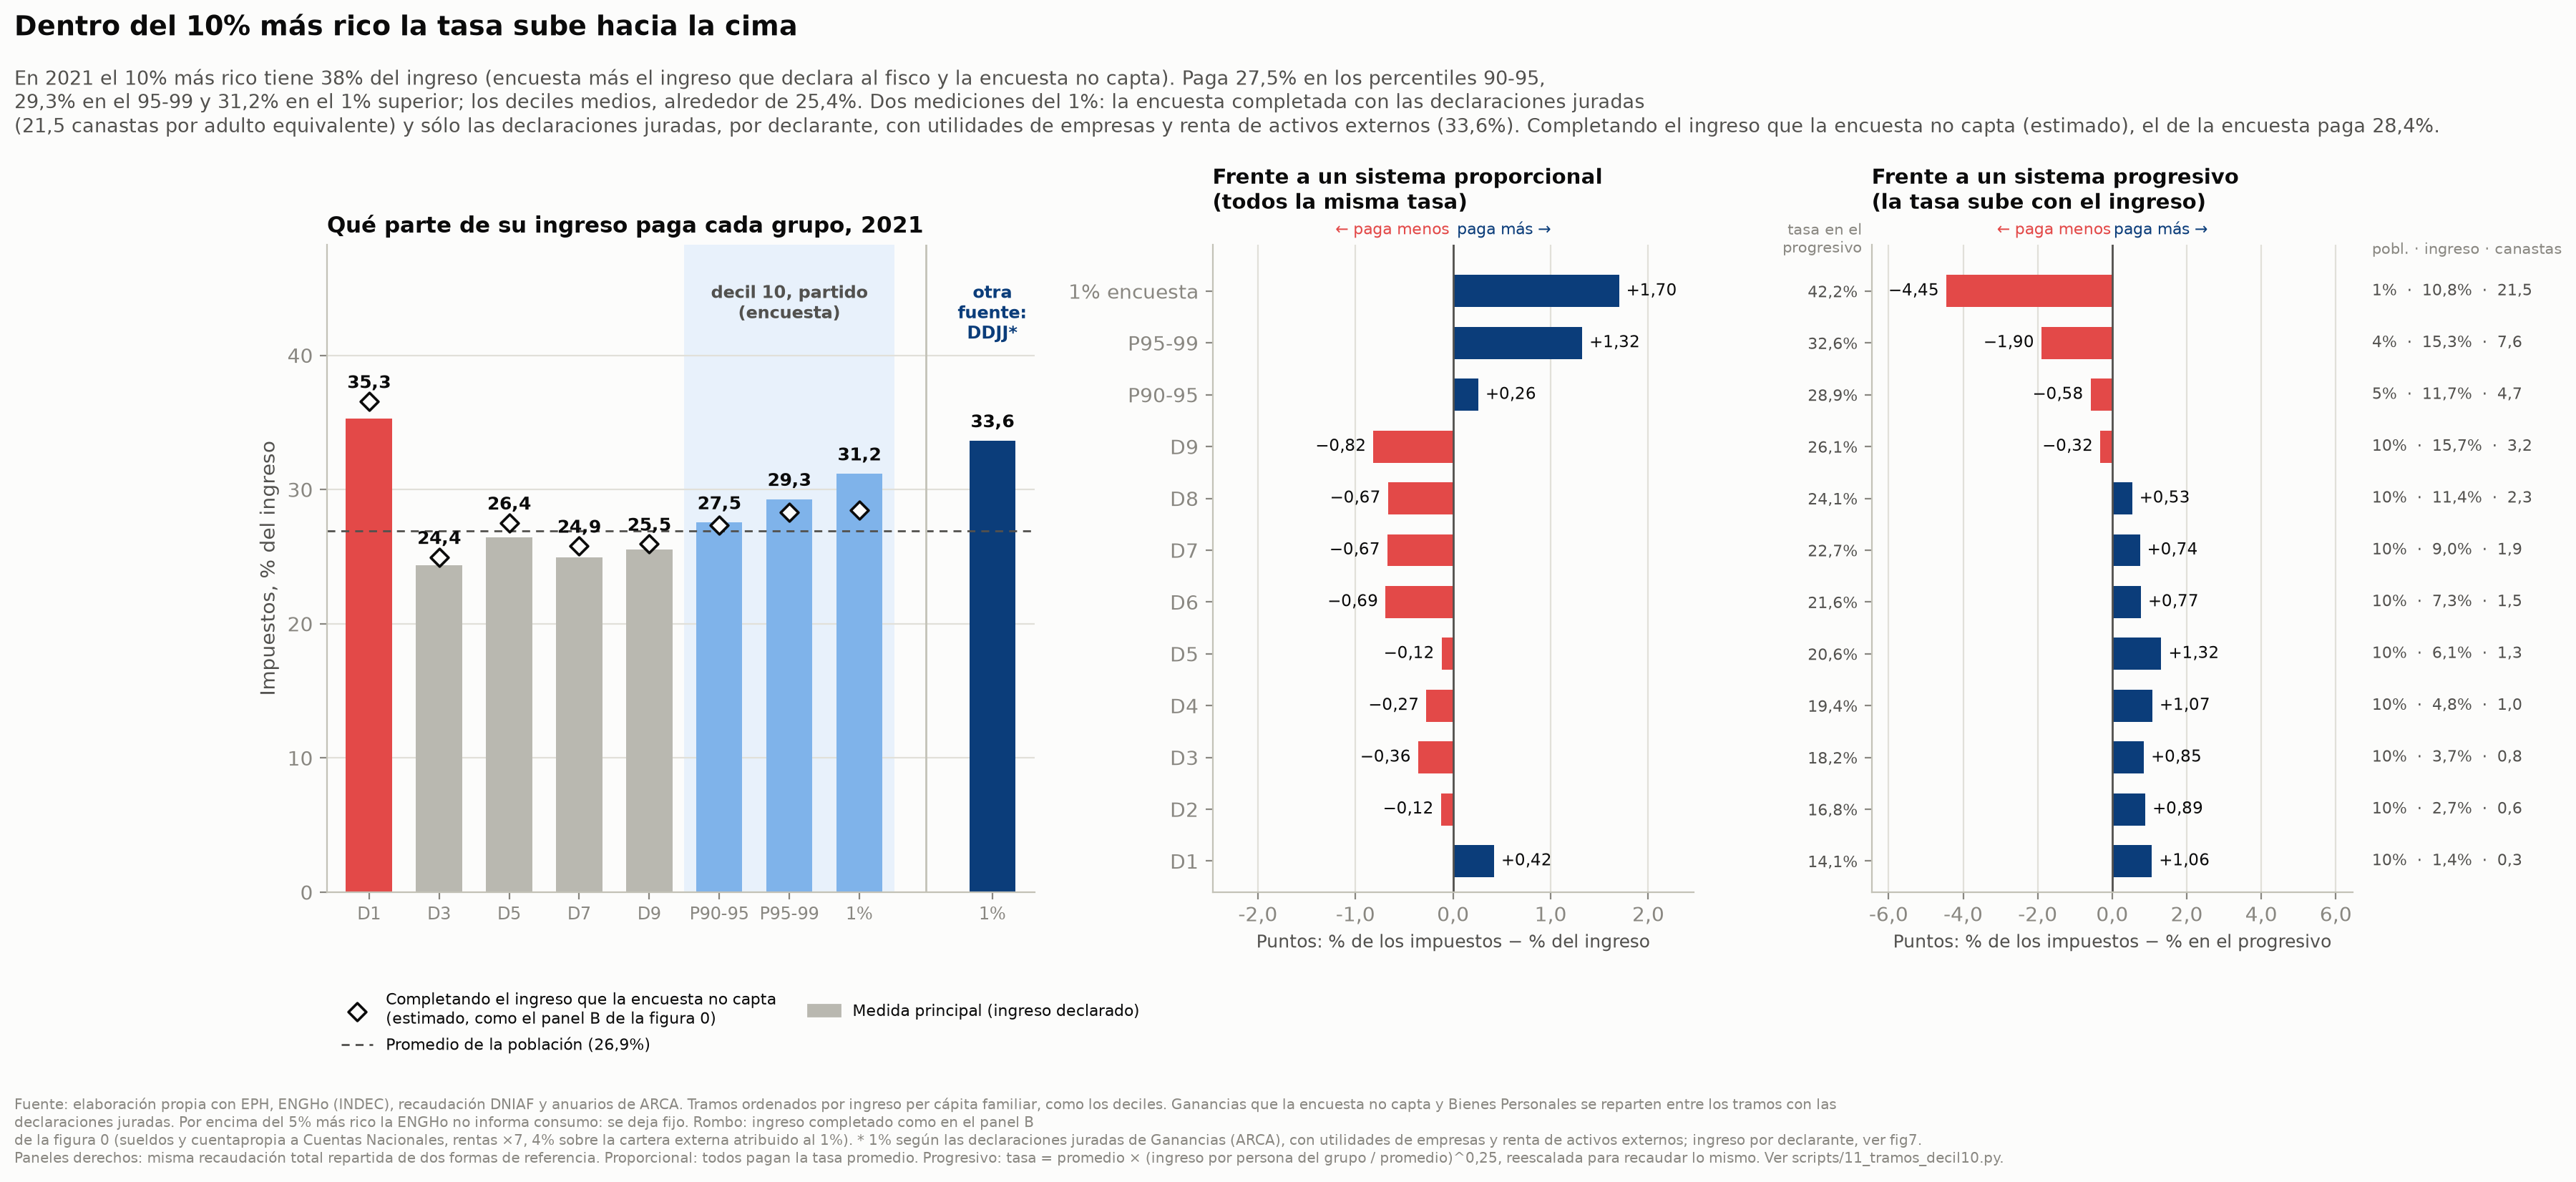 Dentro del 10% más rico la tasa sube hacia la cima
En 2021 el 10% más rico tiene 38% del ingreso (encuesta más el ingreso que declara al fisco y la encuesta no capta). Paga 27,5% en los percentiles 90-95,
29,3% en el 95-99 y 31,2% en el 1% superior; los deciles medios, alrededor de 25,4%. Dos mediciones del 1%: la encuesta completada con las declaraciones juradas
(21,5 canastas por adulto equivalente) y sólo las declaraciones juradas, por declarante, con utilidades de empresas y renta de activos externos (33,6%). Completando el ingreso que la encuesta no capta (estimado), el de la encuesta paga 28,4%.
Qué parte de su ingreso paga cada grupo, 2021
decil 10, partido
(encuesta)
otra
fuente:
DDJJ*
Impuestos, % del ingreso
40
30
20
10
0
35,3
24,4
26,4
24,9
25,5
27,5
29,3
31,2
33,6
D1
D3
D5
D7
D9
P90-95
P95-99
1%
1%
Completando el ingreso que la encuesta no capta
(estimado, como el panel B de la figura 0)
Promedio de la población (26,9%)
Medida principal (ingreso declarado)
Frente a un sistema proporcional
(todos la misma tasa)
← paga menos paga más →
1% encuesta +1,70
P95-99 +1,32
P90-95 +0,26
D9 −0,82
D8 −0,67
D7 −0,67
D6 −0,69
D5 −0,12
D4 −0,27
D3 −0,36
D2 −0,12
D1 +0,42
-2,0 -1,0 0,0 1,0 2,0
Puntos: % de los impuestos − % del ingreso
Frente a un sistema progresivo
(la tasa sube con el ingreso)
← paga menos paga más →
tasa en el
progresivo
pobl. · ingreso · canastas
42,2% −4,45 1% · 10,8% · 21,5
32,6% −1,90 4% · 15,3% · 7,6
28,9% −0,58 5% · 11,7% · 4,7
26,1% −0,32 10% · 15,7% · 3,2
24,1% +0,53 10% · 11,4% · 2,3
22,7% +0,74 10% · 9,0% · 1,9
21,6% +0,77 10% · 7,3% · 1,5
20,6% +1,32 10% · 6,1% · 1,3
19,4% +1,07 10% · 4,8% · 1,0
18,2% +0,85 10% · 3,7% · 0,8
16,8% +0,89 10% · 2,7% · 0,6
14,1% +1,06 10% · 1,4% · 0,3
-6,0 -4,0 -2,0 0,0 2,0 4,0 6,0
Puntos: % de los impuestos − % en el progresivo
Fuente: elaboración propia con EPH, ENGHo (INDEC), recaudación DNIAF y anuarios de ARCA. Tramos ordenados por ingreso per cápita familiar, como los deciles. Ganancias que la encuesta no capta y Bienes Personales se reparten entre los tramos con las
declaraciones juradas. Por encima del 5% más rico la ENGHo no informa consumo: se deja fijo. Rombo: ingreso completado como en el panel B
de la figura 0 (sueldos y cuentapropia a Cuentas Nacionales, rentas ×7, 4% sobre la cartera externa atribuido al 1%). * 1% según las declaraciones juradas de Ganancias (ARCA), con utilidades de empresas y renta de activos externos; ingreso por declarante, ver fig7.
Paneles derechos: misma recaudación total repartida de dos formas de referencia. Proporcional: todos pagan la tasa promedio. Progresivo: tasa = promedio × (ingreso por persona del grupo / promedio)^0,25, reescalada para recaudar lo mismo. Ver scripts/11_tramos_decil10.py.